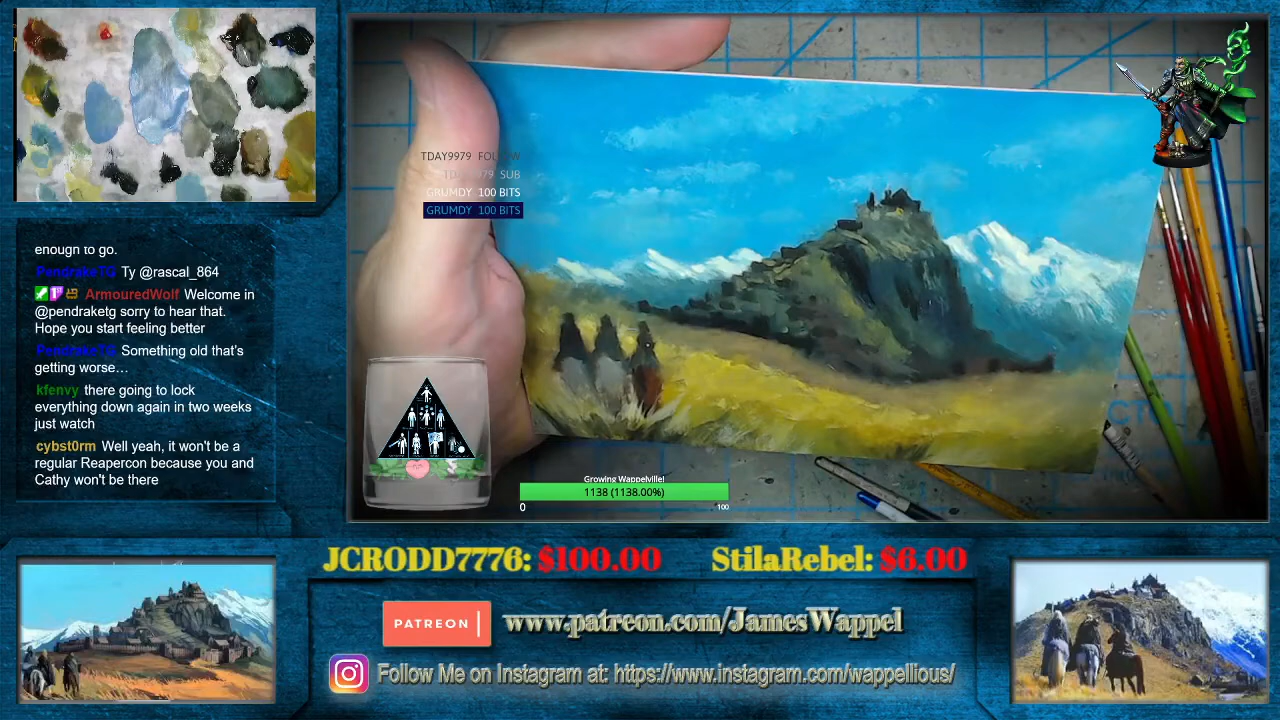 TDAY9979 FOLLOW
SUB
GRUMDY 100 BITS
GRUMDY 100 BITS
enough to go.
PendrakeTG Ty @rascal_864
ArmouredWolf Welcome in
@pendraketg sorry to hear that.
Hope you start feeling better
PendrakeTG Something old that's
getting worse...
kfenvy there going to lock
everything down again in two weeks
just watch
cybst0rm Well yeah, it won't be a
regular Reapercon because you and
Cathy won't be there
Growing Wappelville!
1138 (1138.00%)
0
100
JCRODD7776: $100.00 StilaRebel: $6.00
PATREON
www.patreon.com/JamesWappel
Follow Me on Instagram at: https://www.instagram.com/wappellious/